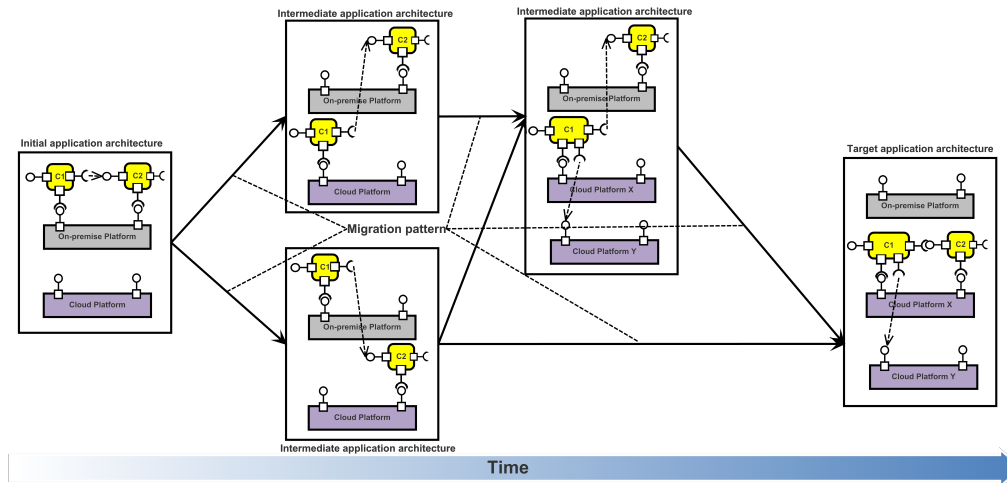 Initial application architecture
C1
C2
On-premise Platform
Cloud Platform
Intermediate application architecture
C2
On-premise Platform
C1
Cloud Platform
Migration pattern
C1
On-premise Platform
C2
Cloud Platform
Intermediate application architecture
Intermediate application architecture
C2
On-premise Platform
C1
Cloud Platform X
Cloud Platform Y
Target application architecture
On-premise Platform
C1
C2
Cloud Platform X
Cloud Platform Y
Time